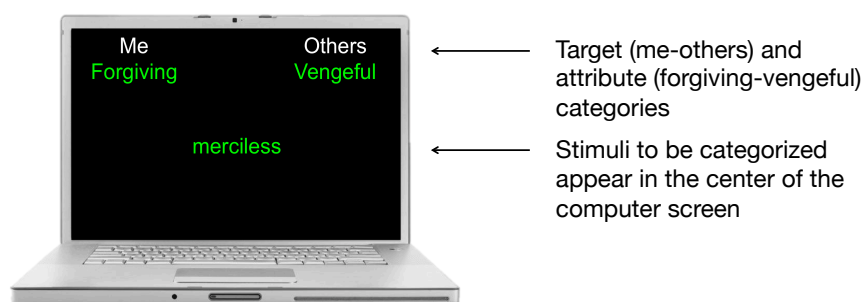 Me Others
Forgiving Vengeful
merciless
Target (me-others) and
attribute (forgiving-vengeful)
categories
Stimuli to be categorized
appear in the center of the
computer screen